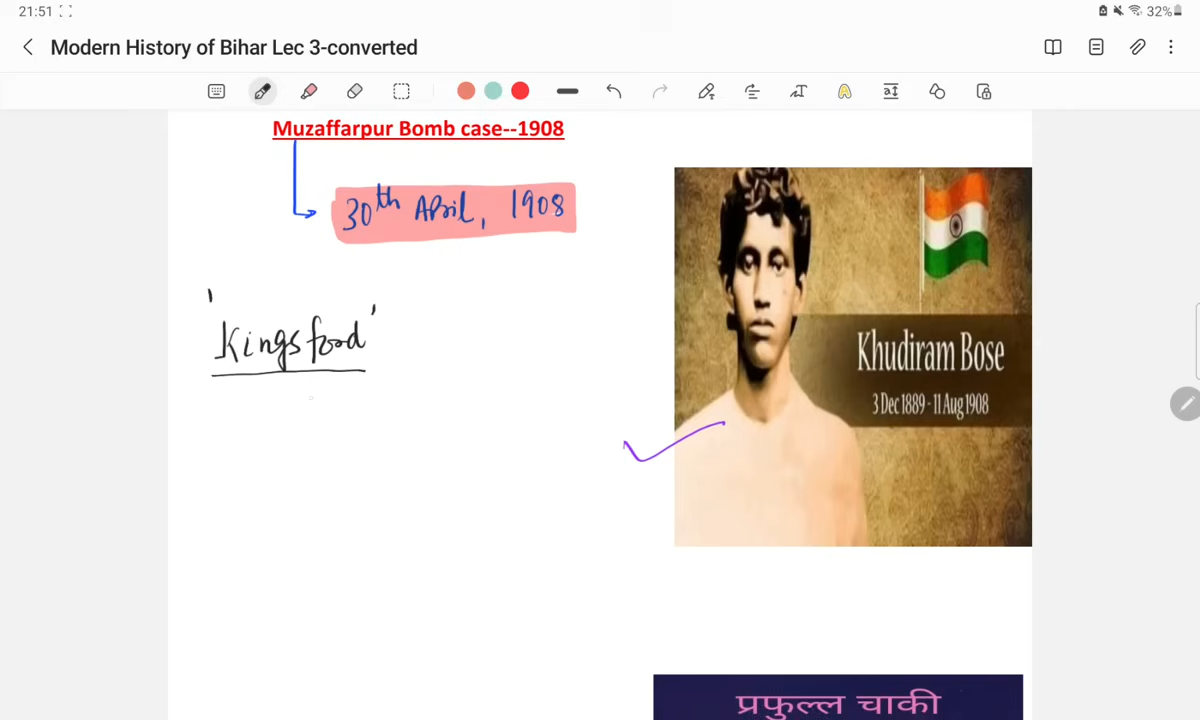 21:51
32%
Modern History of Bihar Lec 3-converted
Muzaffarpur Bomb case--1908
30th April, 1908
'Kingsford'
Khudiram Bose
3 Dec 1889 - 11 Aug 1908
प्रफुल्ल चाकी